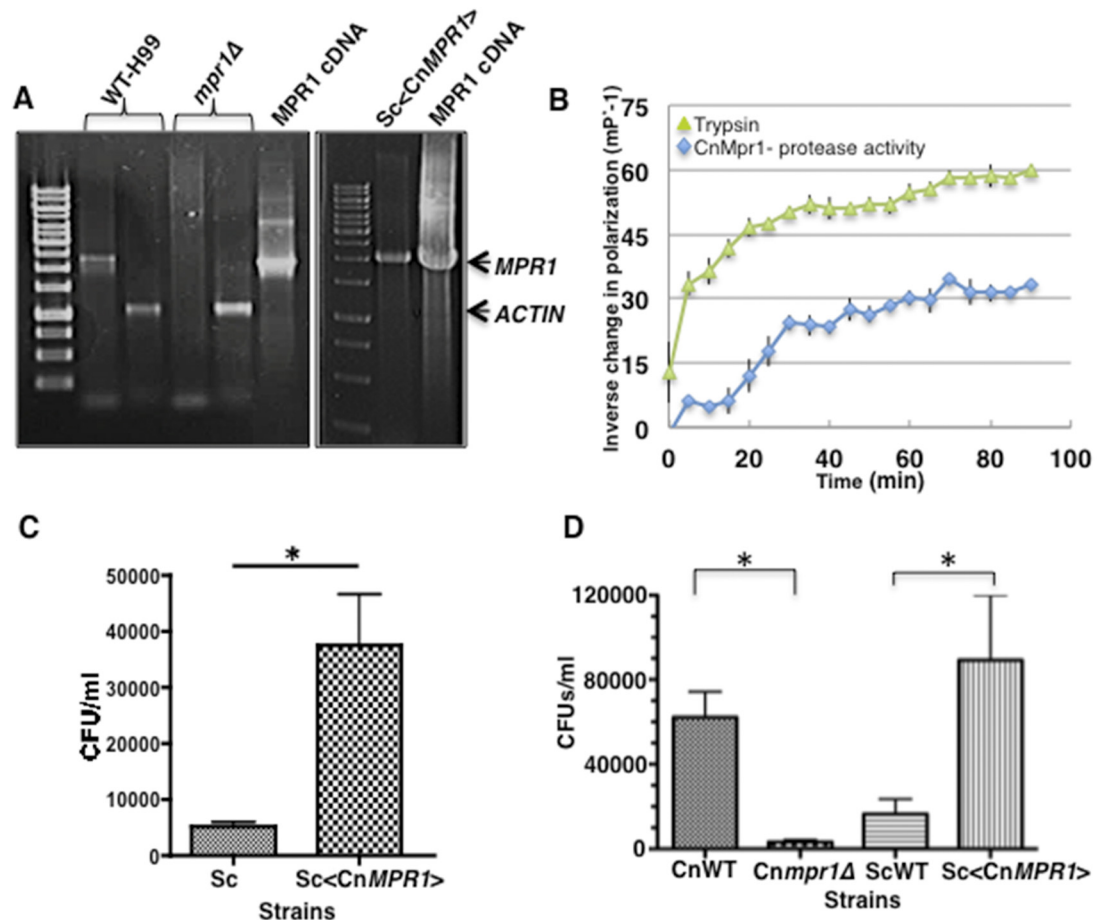 A
WT-H99
mpr1Δ
MPR1 cDNA
Sc<CnMPR1>
MPR1 cDNA
MPR1
ACTIN
B
Inverse change in polarization (mP^-1)
75
60
45
30
15
0
Trypsin
CnMpr1- protease activity
0 20 40 60 80 100
Time (min)
C
*
CFU/ml
50000
40000
30000
20000
10000
0
Sc Sc<CnMPR1>
Strains
D
* *
CFUs/ml
120000
80000
40000
0
CnWT Cnmpr1Δ ScWT Sc<CnMPR1>
Strains